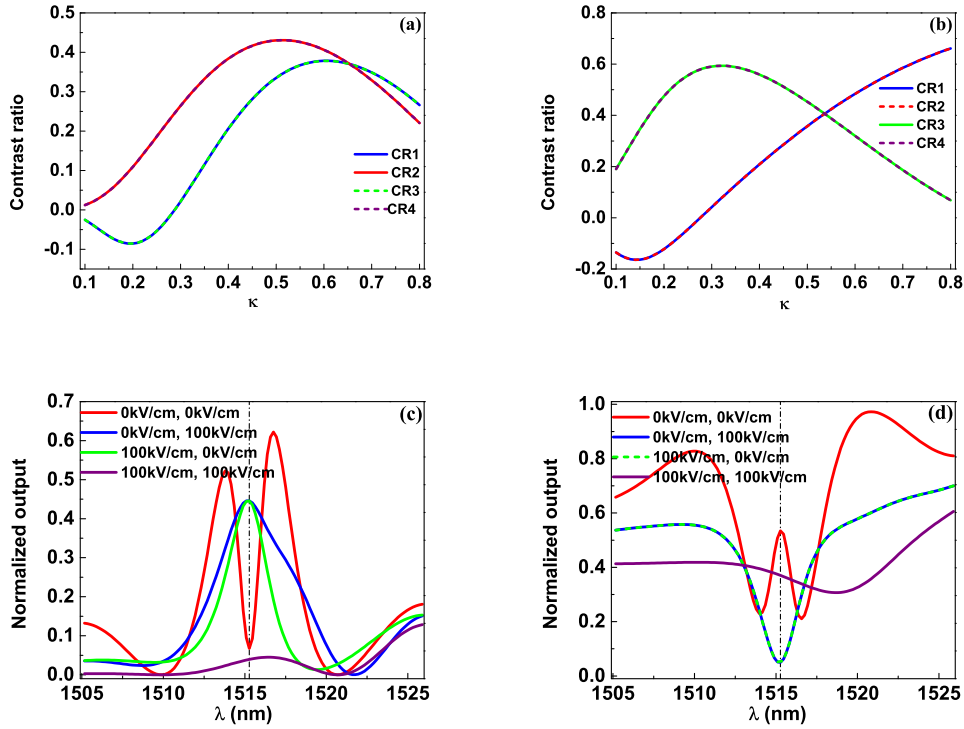 (a)
0.5
0.4
0.3
0.2
0.1
0.0
-0.1
Contrast ratio
CR1
CR2
CR3
CR4
0.1 0.2 0.3 0.4 0.5 0.6 0.7 0.8
κ
(b)
0.8
0.6
0.4
0.2
0.0
-0.2
Contrast ratio
CR1
CR2
CR3
CR4
0.1 0.2 0.3 0.4 0.5 0.6 0.7 0.8
κ
(c)
0.7
0.6
0.5
0.4
0.3
0.2
0.1
0.0
Normalized output
0kV/cm, 0kV/cm
0kV/cm, 100kV/cm
100kV/cm, 0kV/cm
100kV/cm, 100kV/cm
1505 1510 1515 1520 1525
λ (nm)
(d)
1.0
0.8
0.6
0.4
0.2
0.0
Normalized output
0kV/cm, 0kV/cm
0kV/cm, 100kV/cm
100kV/cm, 0kV/cm
100kV/cm, 100kV/cm
1505 1510 1515 1520 1525
λ (nm)